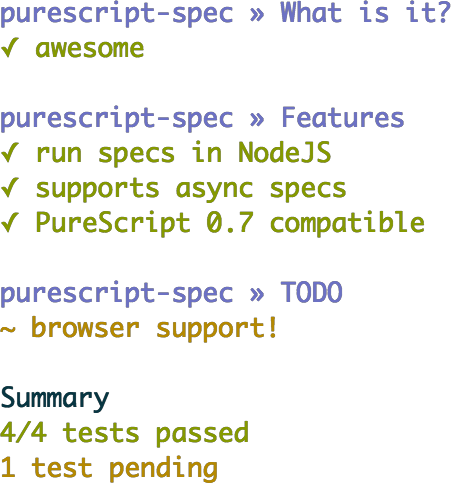 purescript-spec » What is it?
✓ awesome
purescript-spec » Features
✓ run specs in NodeJS
✓ supports async specs
✓ PureScript 0.7 compatible
purescript-spec » TODO
~ browser support!
Summary
4/4 tests passed
1 test pending